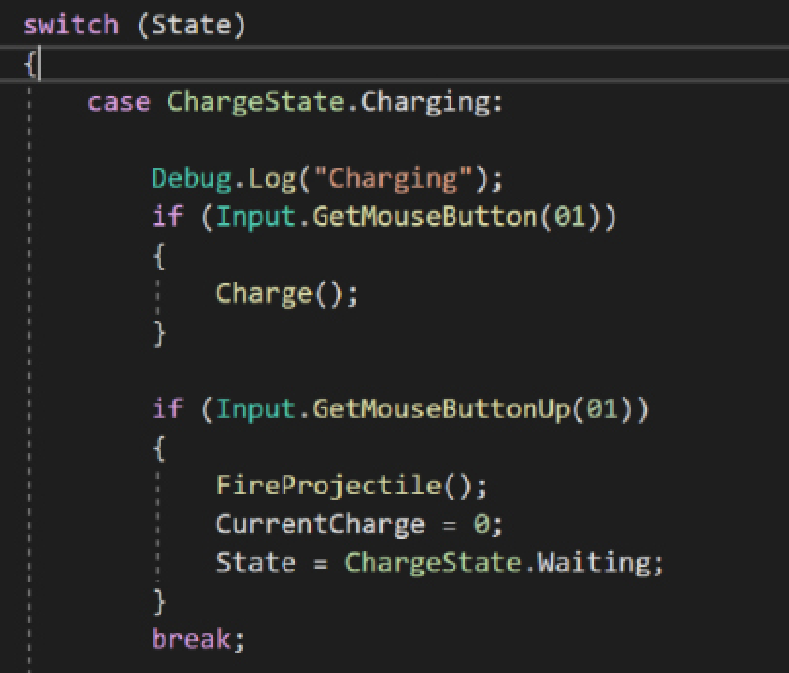 switch (State)
{
case ChargeState.Charging:
Debug.Log("Charging");
if (Input.GetMouseButton(01))
{
Charge();
}
if (Input.GetMouseButtonUp(01))
{
FireProjectile();
CurrentCharge = 0;
State = ChargeState.Waiting;
}
break;